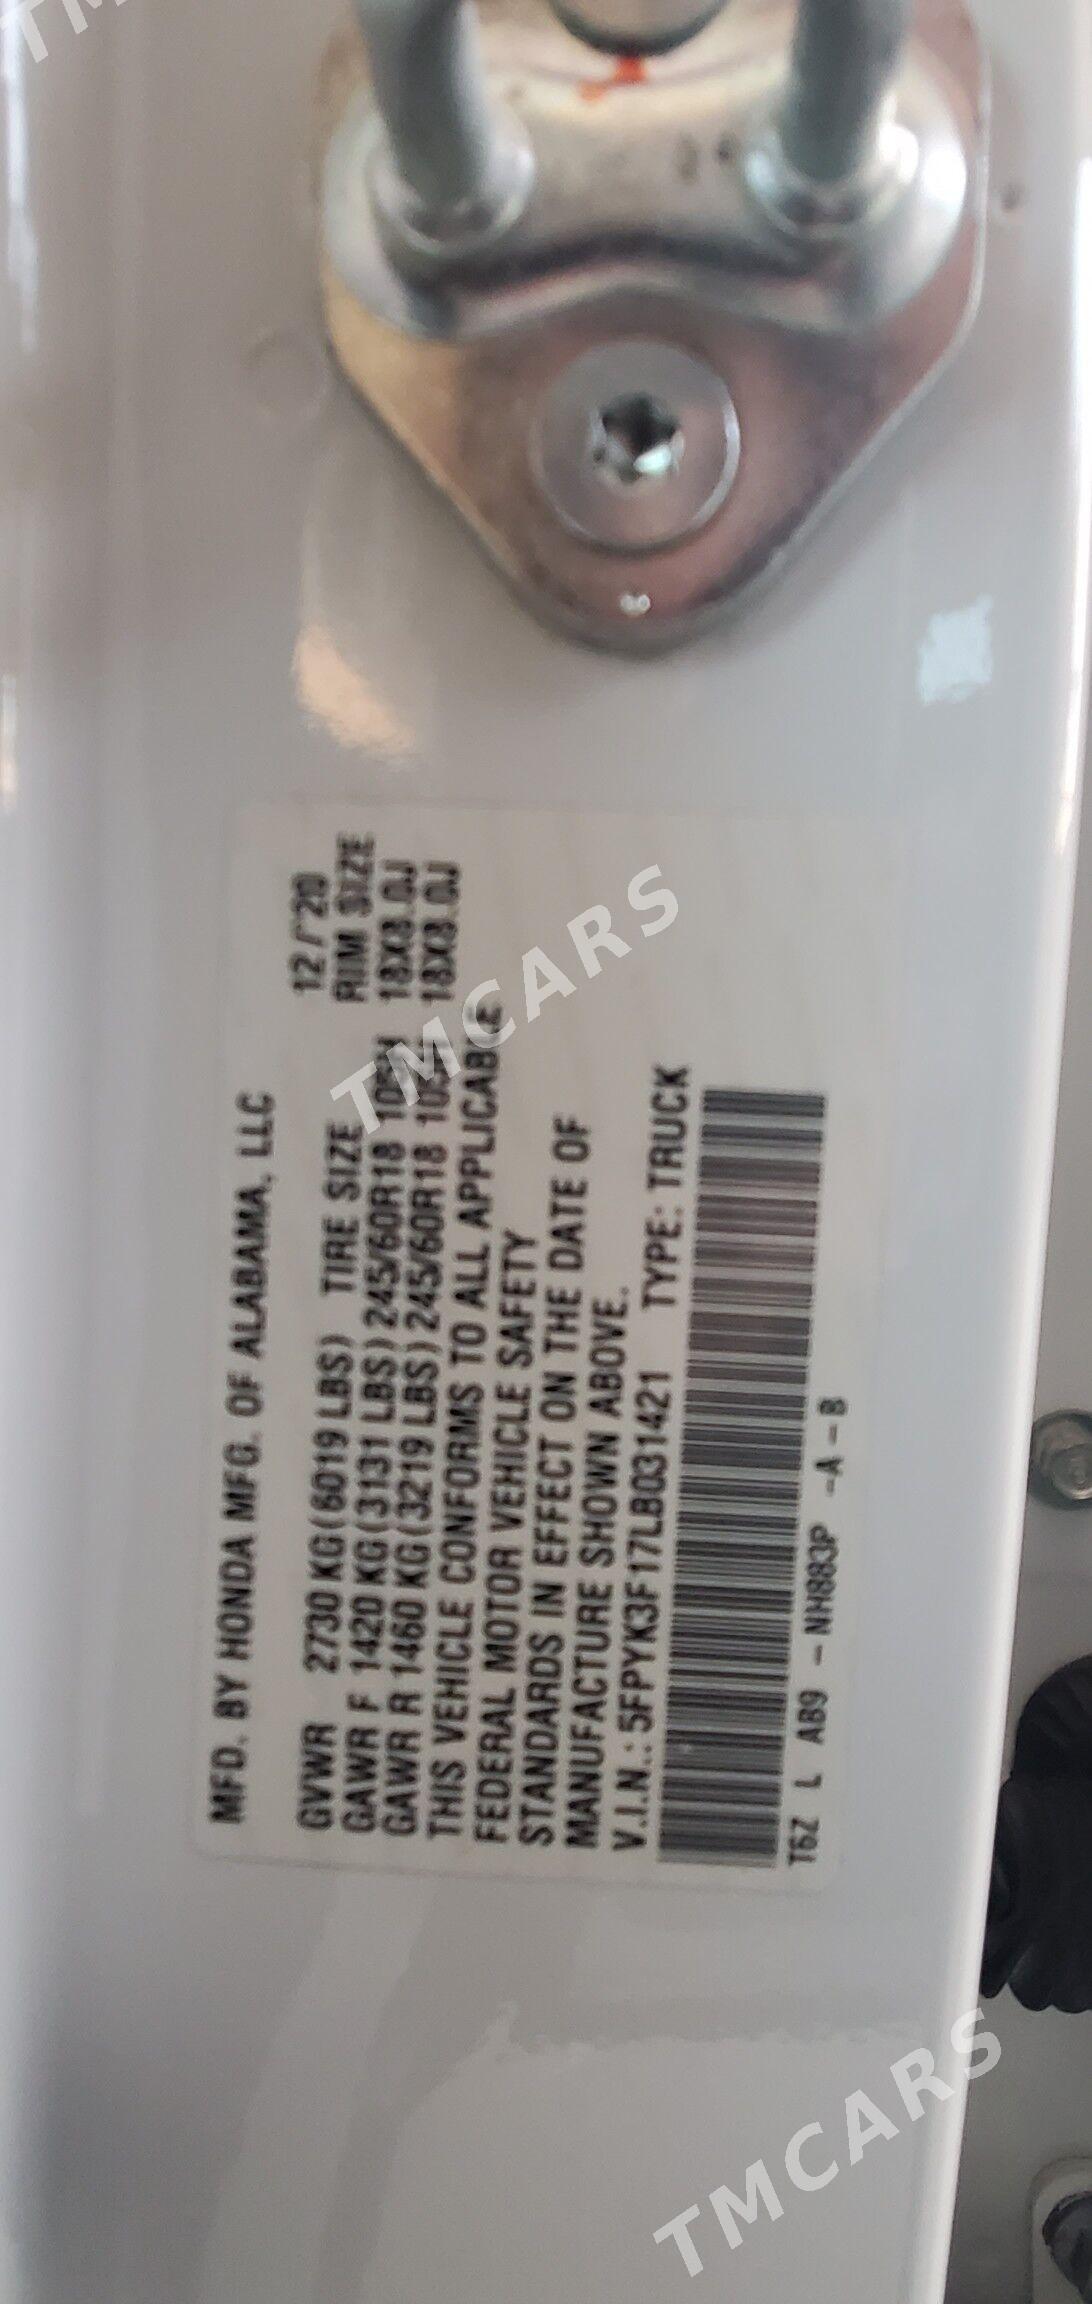 MFD. BY HONDA MFG. OF ALABAMA, LLC 12/'20
GVWR 2730 KG (6019 LBS) TIRE SIZE RIM SIZE
GAWR F 1420 KG (3131 LBS) 245/60R18 105H 18X8.0J
GAWR R 1460 KG (3219 LBS) 245/60R18 105H 18X8.0J
THIS VEHICLE CONFORMS TO ALL APPLICABLE
FEDERAL MOTOR VEHICLE SAFETY
STANDARDS IN EFFECT ON THE DATE OF
MANUFACTURE SHOWN ABOVE.
V.I.N.: 5FPYK3F17LB031421 TYPE: TRUCK
T6Z L AB9 - NH883P - A - B
TMCARS
TMCARS